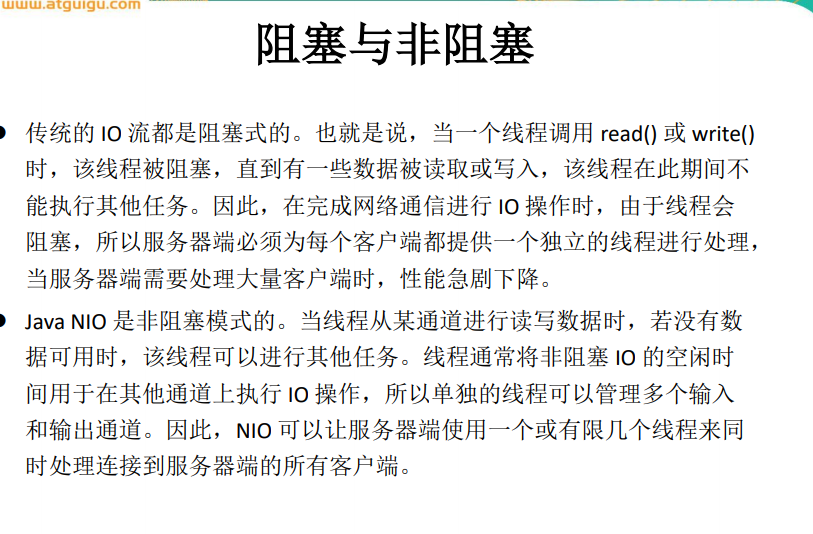 www.atguigu.com
阻塞与非阻塞
传统的 IO 流都是阻塞式的。也就是说，当一个线程调用 read() 或 write()
时，该线程被阻塞，直到有一些数据被读取或写入，该线程在此期间不
能执行其他任务。因此，在完成网络通信进行 IO 操作时，由于线程会
阻塞，所以服务器端必须为每个客户端都提供一个独立的线程进行处理，
当服务器端需要处理大量客户端时，性能急剧下降。
Java NIO 是非阻塞模式的。当线程从某通道进行读写数据时，若没有数
据可用时，该线程可以进行其他任务。线程通常将非阻塞 IO 的空闲时
间用于在其他通道上执行 IO 操作，所以单独的线程可以管理多个输入
和输出通道。因此，NIO 可以让服务器端使用一个或有限几个线程来同
时处理连接到服务器端的所有客户端。